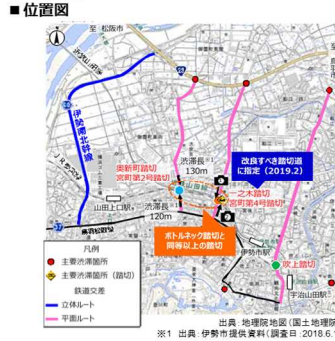 ■ 位置図
至 松阪市
伊勢南北幹線
渋滞長※1
130m
奥新町踏切
宮町第2号踏切
改良すべき踏切道
に指定（2019.2）
一之木踏切
宮町第4号踏切
山田上口駅
渋滞長※1
120m
ボトルネック踏切と
同等以上の踏切
伊勢市駅
吹上踏切
宇治山田駅
凡例
主要渋滞箇所
主要渋滞箇所（踏切）
鉄道交差
立体ルート
平面ルート
出典：地理院地図（国土地理院
※1 出典：伊勢市提供資料（調査日：2018.6.